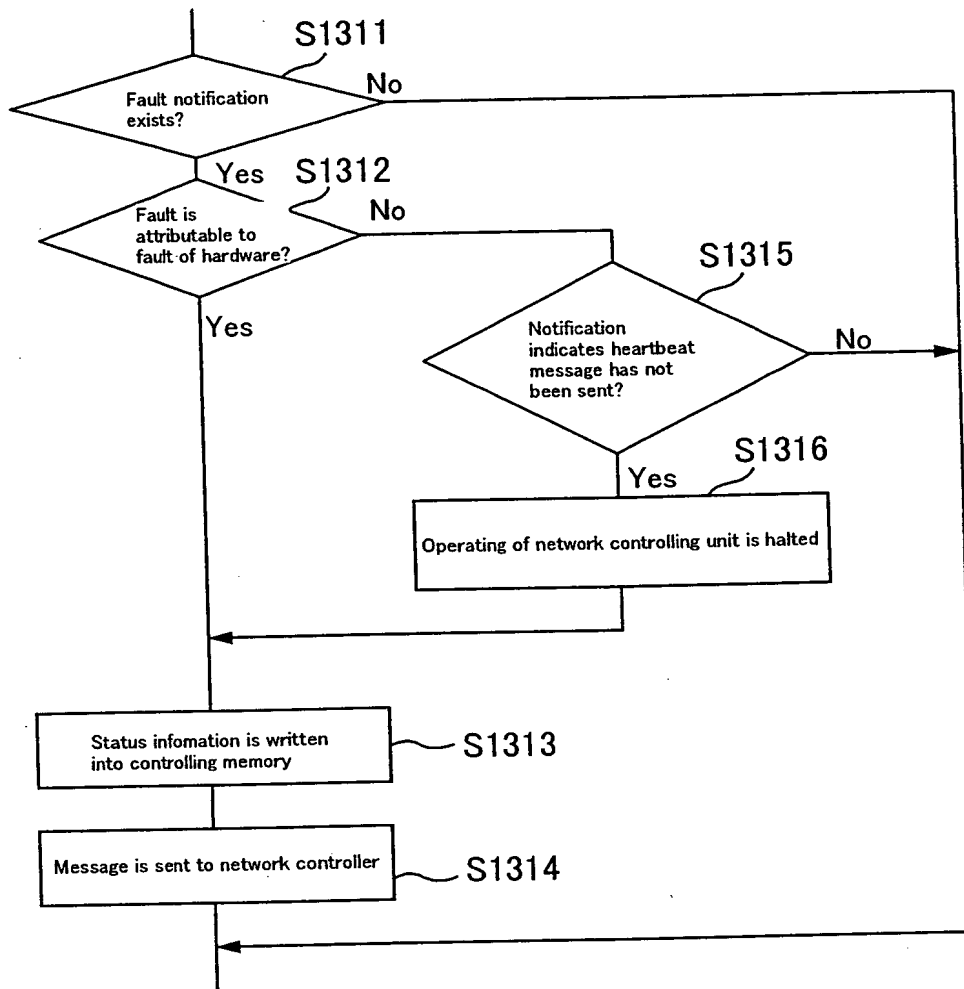 S1311
No
Fault notification
exists?
Yes
S1312
No
Fault is
attributable to
fault of hardware?
Yes
S1315
Notification
indicates heartbeat
message has not
been sent?
No
S1316
Yes
Operating of network controlling unit is halted
Status infomation is written
into controlling memory
S1313
Message is sent to network controller
S1314